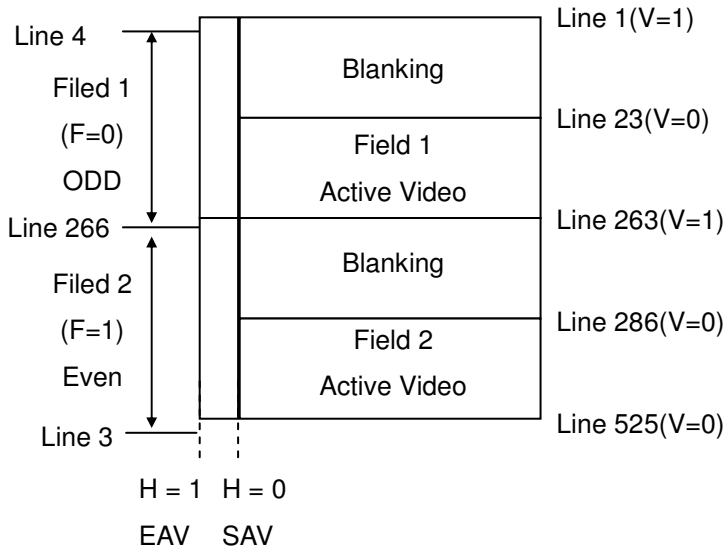 Line 4
Filed 1
(F=0)
ODD
Line 266
Filed 2
(F=1)
Even
Line 3
Blanking
Field 1
Active Video
Blanking
Field 2
Active Video
Line 1(V=1)
Line 23(V=0)
Line 263(V=1)
Line 286(V=0)
Line 525(V=0)
H = 1 H = 0
EAV SAV